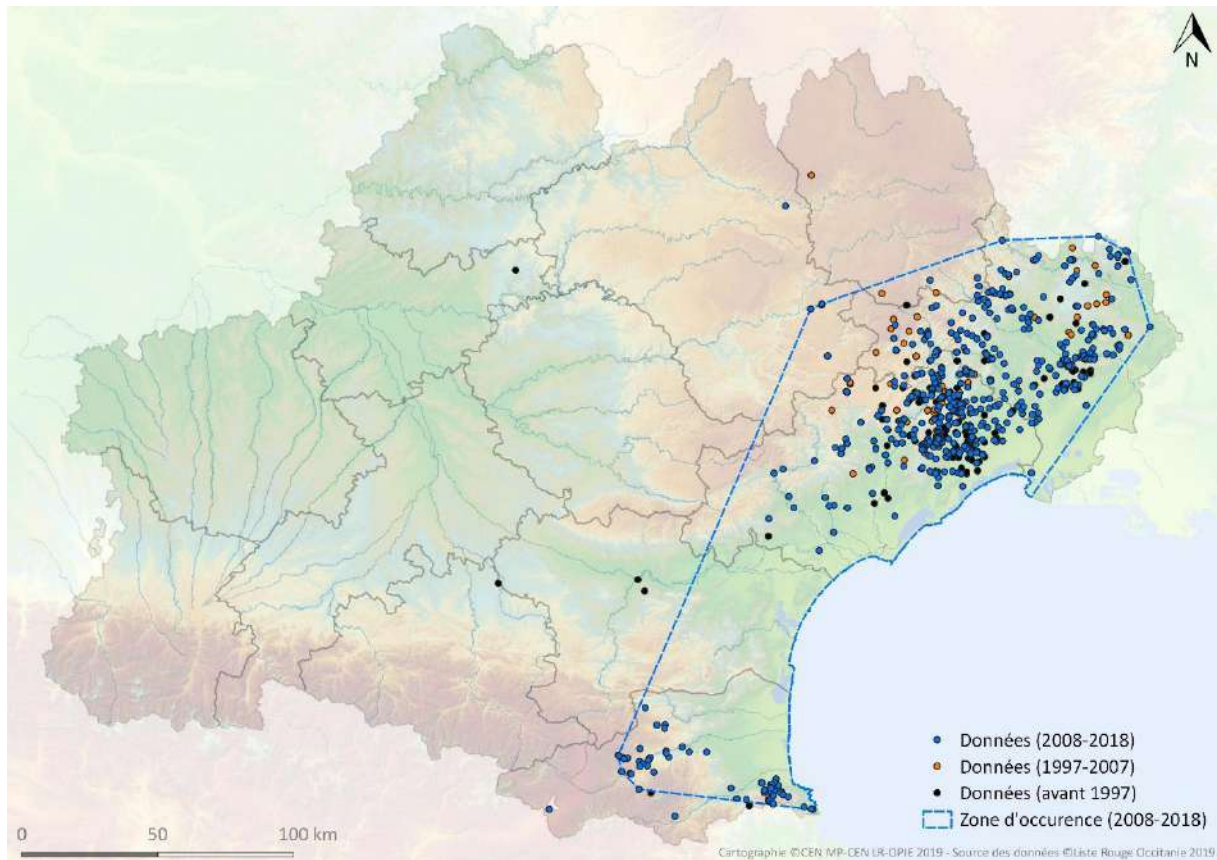 N
Données (2008-2018)
Données (1997-2007)
Données (avant 1997)
Zone d'occurence (2008-2018)
0 50 100 km
Cartographie ©CEN MP-CEN LR-OPIE 2019 - Source des données ©Liste Rouge Occitanie 2019